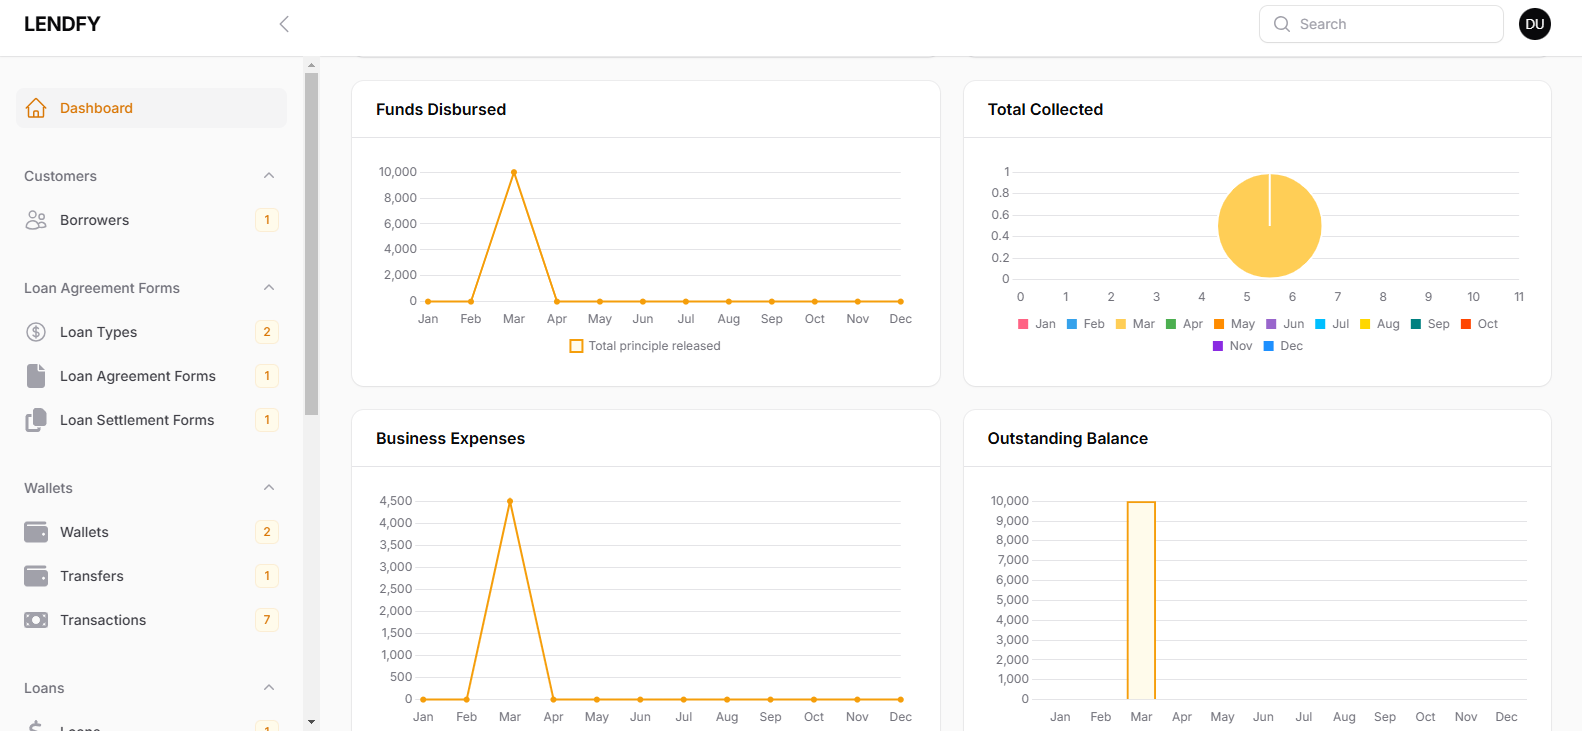 LENDFY
Search
DU
Dashboard
Customers
Borrowers 1
Loan Agreement Forms
Loan Types 2
Loan Agreement Forms 1
Loan Settlement Forms 1
Wallets
Wallets 2
Transfers 1
Transactions 7
Loans
Loans 1
Funds Disbursed
10,000
8,000
6,000
4,000
2,000
0
Jan Feb Mar Apr May Jun Jul Aug Sep Oct Nov Dec
Total principle released
Total Collected
1
0.8
0.6
0.4
0.2
0
0 1 2 3 4 5 6 7 8 9 10 11
Jan Feb Mar Apr May Jun Jul Aug Sep Oct
Nov Dec
Business Expenses
4,500
4,000
3,500
3,000
2,500
2,000
1,500
1,000
500
0
Jan Feb Mar Apr May Jun Jul Aug Sep Oct Nov Dec
Outstanding Balance
10,000
9,000
8,000
7,000
6,000
5,000
4,000
3,000
2,000
1,000
0
Jan Feb Mar Apr May Jun Jul Aug Sep Oct Nov Dec